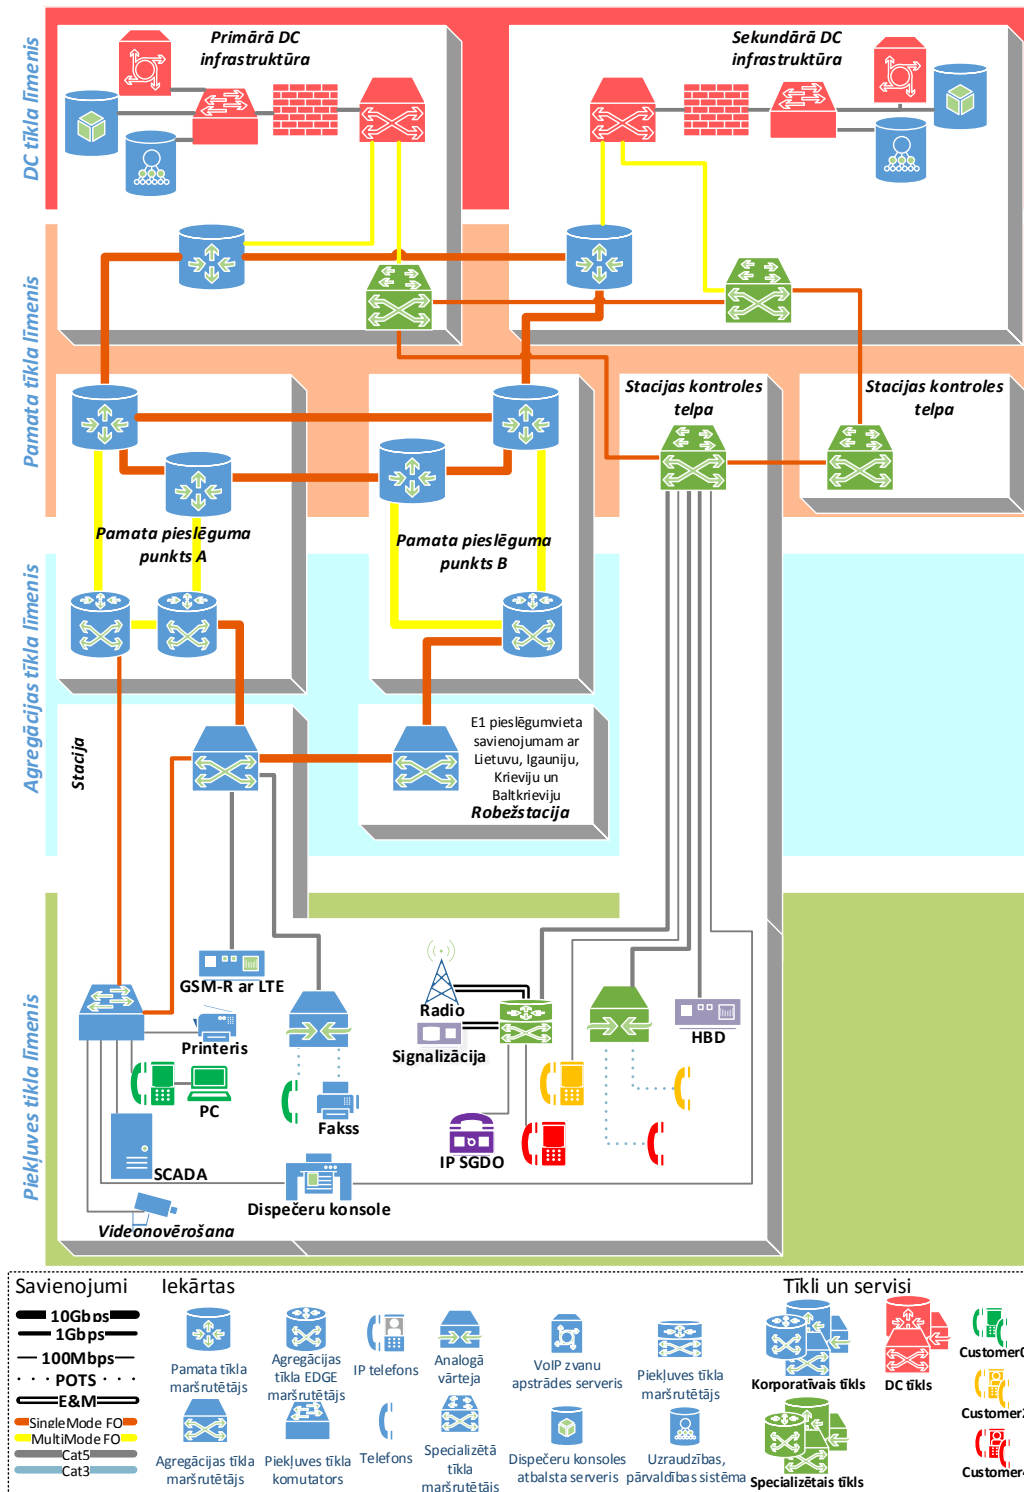 DC tīkla līmenis
Primārā DC
infrastruktūra
Sekundārā DC
infrastruktūra
Pamata tīkla līmenis
Stacijas kontroles
telpa
Stacijas kontroles
telpa
Pamata pieslēguma
punkts A
Pamata pieslēguma
punkts B
Agregācijas tīkla līmenis
Stacija
E1 pieslēgumvieta
savienojumam ar
Lietuvu, Igauniju,
Krieviju un
Baltkrieviju
Robežstacija
Piekļuves tīkla līmenis
GSM-R ar LTE
Printeris
PC
SCADA
Videonovērošana
Fakss
Dispečeru konsole
Radio
Signalizācija
IP SGDO
HBD
Savienojumi
10Gbps
1Gbps
100Mbps
POTS
E&M
SingleMode FO
MultiMode FO
Cat5
Cat3
Iekārtas
Pamata tīkla
maršrutētājs
Agregācijas
tīkla EDGE
maršrutētājs
IP telefons
Analogā
vārteja
VoIP zvanu
apstrādes serveris
Piekļuves tīkla
maršrutētājs
Agregācijas tīkla
maršrutētājs
Piekļuves tīkla
komutators
Telefons
Specializētā
tīkla
maršrutētājs
Dispečeru konsoles
atbalsta serveris
Uzraudzības,
pārvaldības sistēma
Tīkli un servisi
Korporatīvais tīkls
DC tīkls
Specializētais tīkls
Customer0
Customer2